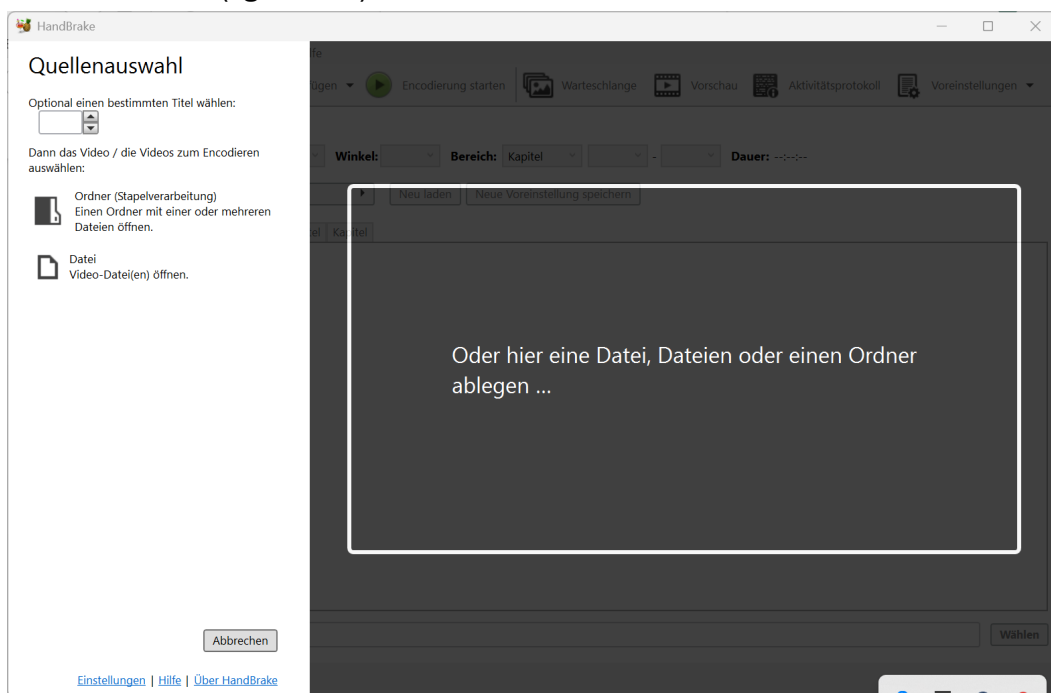 HandBrake
Quellenauswahl
Optional einen bestimmten Titel wählen:
Dann das Video / die Videos zum Encodieren
auswählen:
Ordner (Stapelverarbeitung)
Einen Ordner mit einer oder mehreren
Dateien öffnen.
Datei
Video-Datei(en) öffnen.
Abbrechen
Einstellungen | Hilfe | Über HandBrake
lfe
ügen Encodierung starten Warteschlange Vorschau Aktivitätsprotokoll Voreinstellungen
Winkel: Bereich: Kapitel - Dauer: --:--:--
Neu laden Neue Voreinstellung speichern
el Kapitel
Oder hier eine Datei, Dateien oder einen Ordner
ablegen ...
Wählen